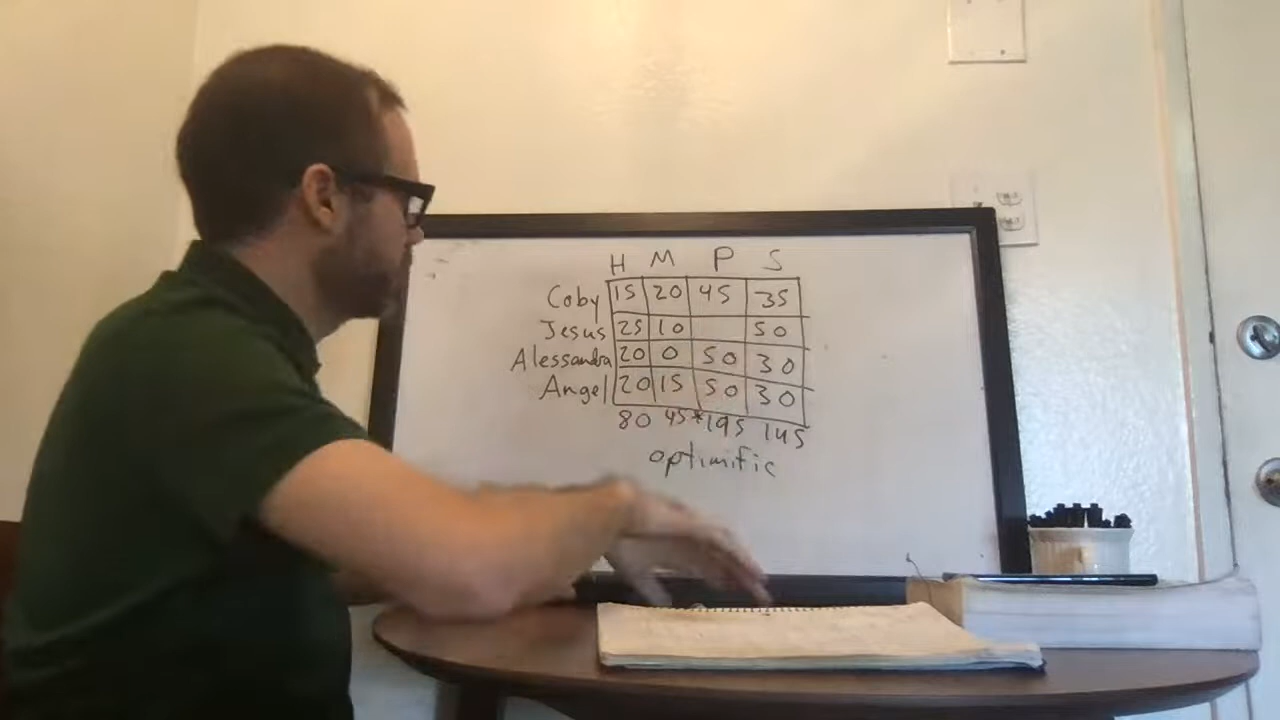 H M P S
Coby 15 20 45 35
Jesus 25 10 50
Alessandra 20 0 50 30
Angel 20 15 50 30
80 45 *195 145
optimific